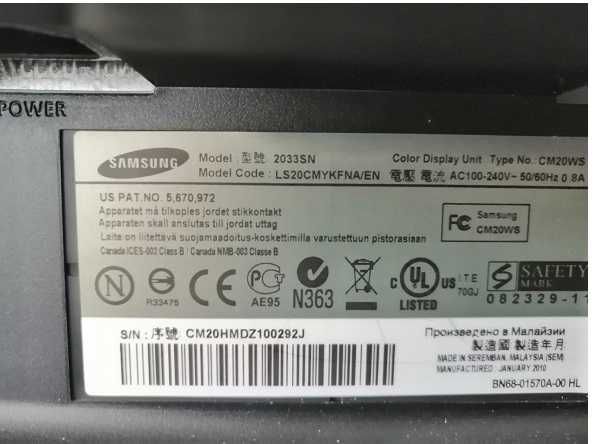 POWER
SAMSUNG
Model : 型號 2033SN
Color Display Unit Type No.: CM20WS
Model Code : LS20CMYKFNA/EN 電壓 電流 AC100-240V~ 50/60Hz 0.8A
US PAT.NO. 5,670,972
Apparatet må tilkoples jordet stikkontakt
Apparaten skall anslutas till jordat uttag
Laite on liitettävä suojamaadoitus-koskettimilla varustettuun pistorasiaan
Canada ICES-003 Class B / Canada NMB-003 Classe B
FC Samsung
CM20WS
N
R33475
CE
PCT
AE95
N363
C UL US
LISTED
I.T.E
70GJ
S SAFETY
MARK
082329-11
S/N : 序號 CM20HMDZ100292J
Произведено в Малайзии
製造國 製造年月
MADE IN SEREMBAN, MALAYSIA (SEM)
MANUFACTURED : JANUARY 2010
BN68-01570A-00 HL